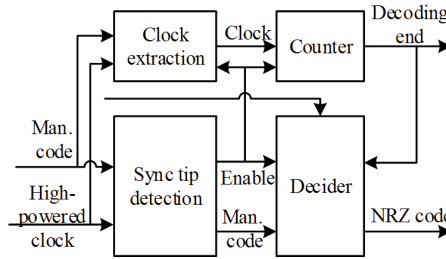 Clock
extraction
Clock
Counter
Decoding
end
Man.
code
High-
powered
clock
Sync tip
detection
Enable
Man.
code
Decider
NRZ code